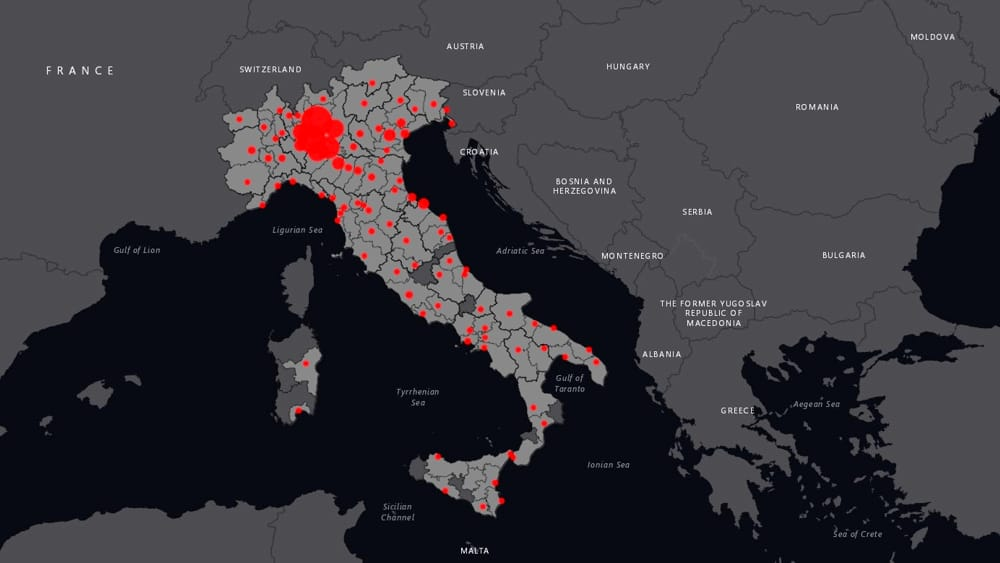 MOLDOVA
AUSTRIA
FRANCE
SWITZERLAND
HUNGARY
SLOVENIA
ROMANIA
CROATIA
BOSNIA AND
HERZEGOVINA
SERBIA
Ligurian Sea
Gulf of Lion
Adriatic Sea
MONTENEGRO
BULGARIA
THE FORMER YUGOSLAV
REPUBLIC OF
MACEDONIA
ALBANIA
Gulf of
Taranto
Tyrrhenian
Sea
Aegean Sea
GREECE
Ionian Sea
Sicilian
Channel
Sea of Crete
MALTA